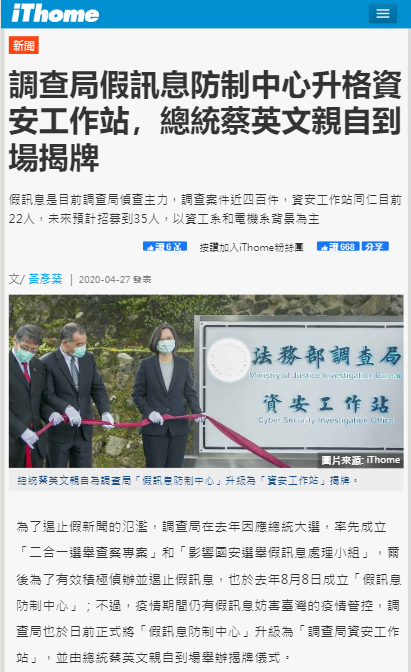 iThome
新聞
調查局假訊息防制中心升格資
安工作站，總統蔡英文親自到
場揭牌
假訊息是目前調查局偵查主力，調查案件近四百件，資安工作站同仁目前
22人，未來預計招募到35人，以資工系和電機系背景為主
讚 6 萬 按讚加入iThome粉絲團 讚 668 分享
文/ 黃彥棻 | 2020-04-27 發表
法務部調查局
Ministry of Justice Investigation Bureau
資安工作站
Cyber Security Investigation Office
圖片來源: iThome
總統蔡英文親自為調查局「假訊息防制中心」升級為「資安工作站」揭牌。
為了遏止假新聞的氾濫，調查局在去年因應總統大選，率先成立
「二合一選舉查察專案」和「影響國安選舉假訊息處理小組」，爾
後為了有效積極偵辦並遏止假訊息，也於去年8月8日成立「假訊息
防制中心」；不過，疫情期間仍有假訊息妨害臺灣的疫情管控，調
查局也於日前正式將「假訊息防制中心」升級為「調查局資安工作
站」，並由總統蔡英文親自到場舉辦揭牌儀式。